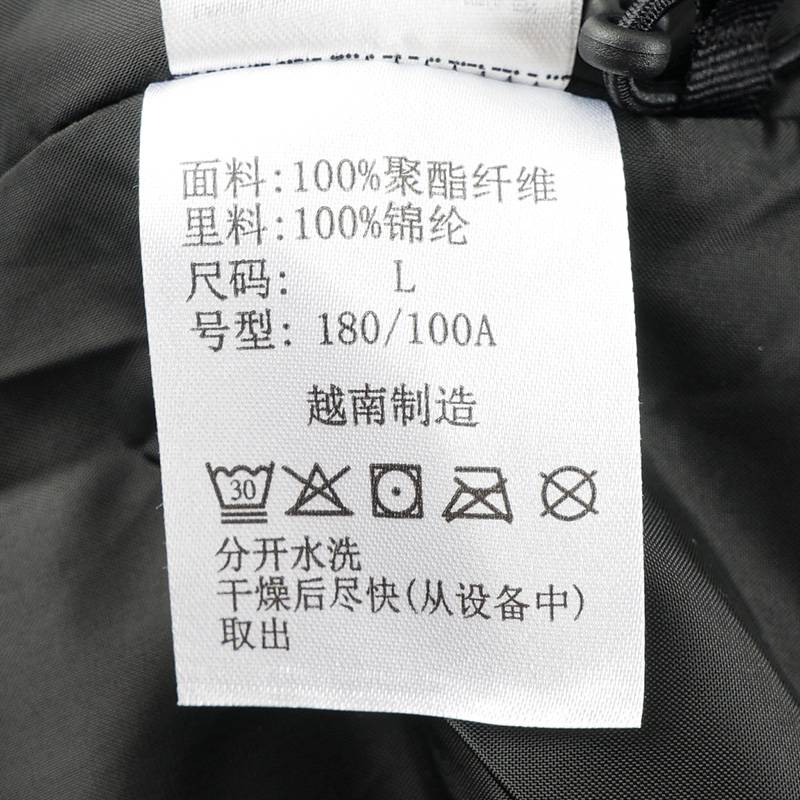 面料:100%聚酯纤维
里料:100%锦纶
尺码: L
号型: 180/100A
越南制造
30
分开水洗
干燥后尽快(从设备中)
取出